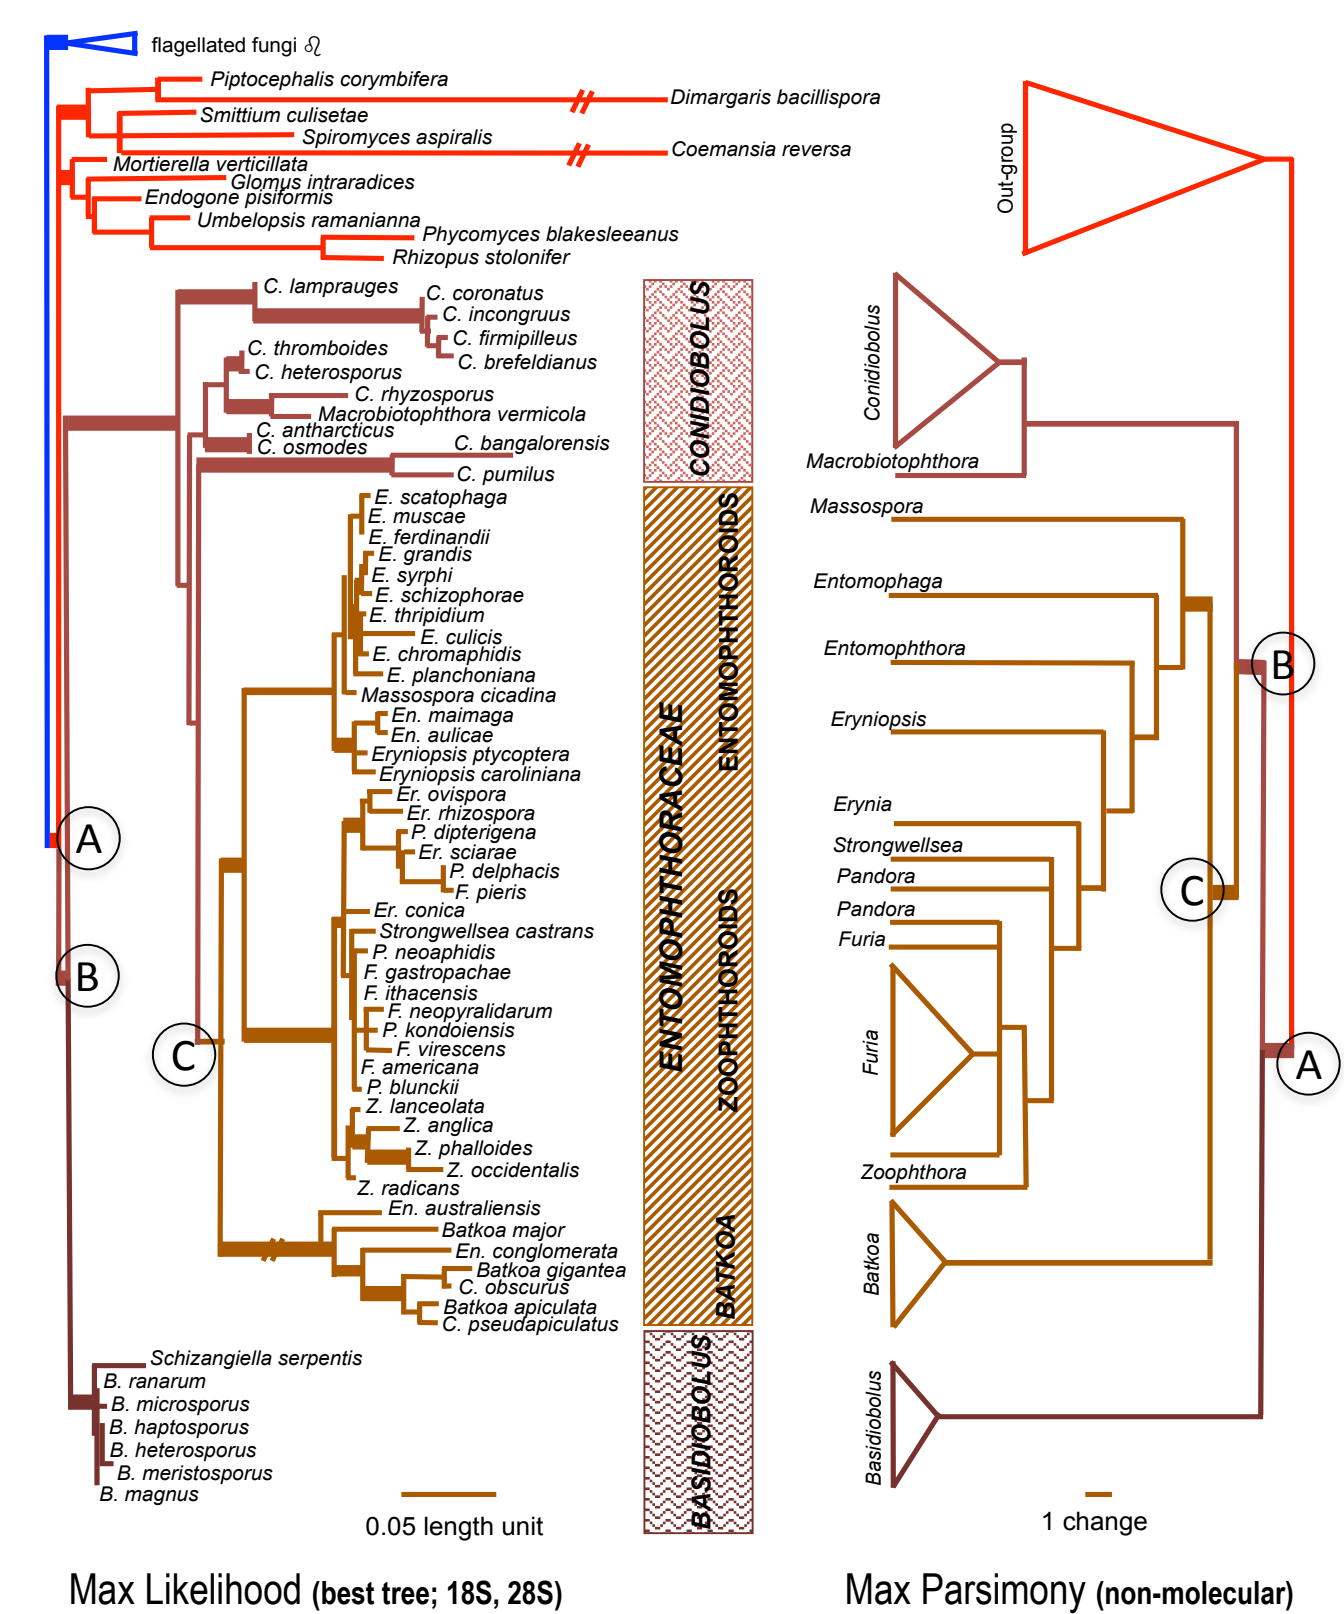 flagellated fungi ♌
Piptocephalis corymbifera
Dimargaris bacillispora
Smittium culisetae
Spiromyces aspiralis
Coemansia reversa
Mortierella verticillata
Glomus intraradices
Endogone pisiformis
Umbelopsis ramanianna
Phycomyces blakesleeanus
Rhizopus stolonifer
C. lamprauges
C. coronatus
C. incongruus
C. firmipilleus
C. brefeldianus
C. thromboides
C. heterosporus
C. rhyzosporus
Macrobiotophthora vermicola
C. antharcticus
C. osmodes
C. bangalorensis
C. pumilus
E. scatophaga
E. muscae
E. ferdinandii
E. grandis
E. syrphi
E. schizophorae
E. thripidium
E. culicis
E. chromaphidis
E. planchoniana
Massospora cicadina
En. maimaga
En. aulicae
Eryniopsis ptycoptera
Eryniopsis caroliniana
Er. ovispora
Er. rhizospora
P. dipterigena
Er. sciarae
P. delphacis
F. pieris
Er. conica
Strongwellsea castrans
P. neoaphidis
F. gastropachae
F. ithacensis
F. neopyralidarum
P. kondoiensis
F. virescens
F. americana
P. blunckii
Z. lanceolata
Z. anglica
Z. phalloides
Z. occidentalis
Z. radicans
En. australiensis
Batkoa major
En. conglomerata
Batkoa gigantea
C. obscurus
Batkoa apiculata
C. pseudapiculatus
Schizangiella serpentis
B. ranarum
B. microsporus
B. haptosporus
B. heterosporus
B. meristosporus
B. magnus
A
B
C
0.05 length unit
Max Likelihood (best tree; 18S, 28S)
CONIDIOBOLUS
ENTOMOPHTHORACEAE
ENTOMOPHTHOROIDS
ZOOPHTHOROIDS
BATKOA
BASIDIOBOLUS
Out-group
Conidiobolus
Macrobiotophthora
Massospora
Entomophaga
Entomophthora
Eryniopsis
Erynia
Strongwellsea
Pandora
Pandora
Furia
Furia
Zoophthora
Batkoa
Basidiobolus
B
C
A
1 change
Max Parsimony (non-molecular)